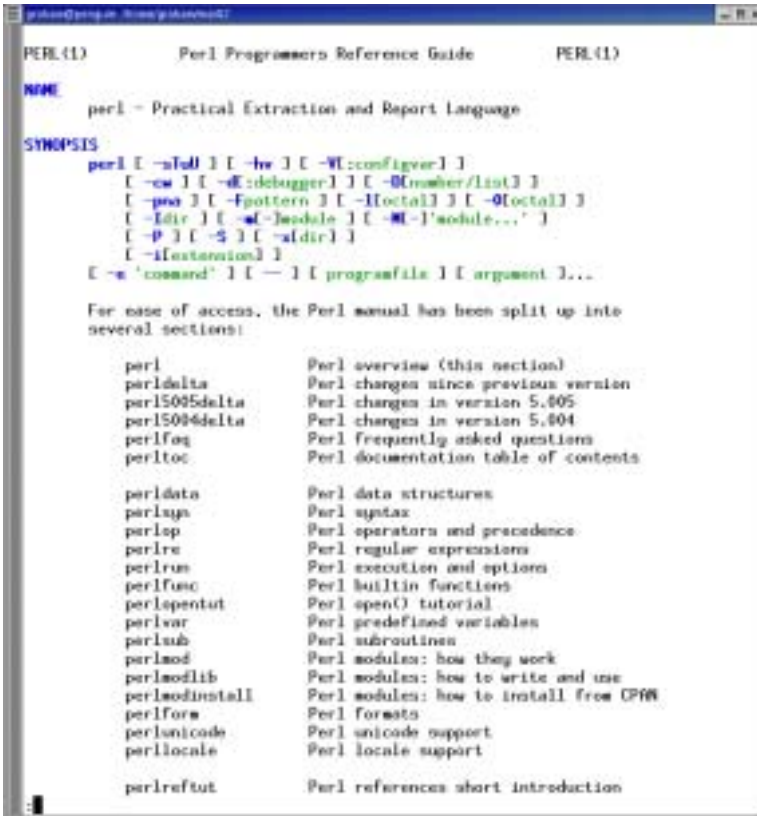 PERL(1) Perl Programmers Reference Guide PERL(1)
NAME
perl - Practical Extraction and Report Language
SYNOPSIS
perl [ -sTuU ] [ -hv ] [ -V[:configvar] ]
[ -cw ] [ -d[:debugger] ] [ -D[number/list] ]
[ -pna ] [ -Fpattern ] [ -l[octal] ] [ -0[octal] ]
[ -Idir ] [ -m[-]module ] [ -M[-]'module...' ]
[ -P ] [ -S ] [ -x[dir] ]
[ -i[extension] ]
[ -e 'command' ] [ -- ] [ programfile ] [ argument ]...
For ease of access, the Perl manual has been split up into
several sections:
perl Perl overview (this section)
perldelta Perl changes since previous version
perl5005delta Perl changes in version 5.005
perl5004delta Perl changes in version 5.004
perlfaq Perl frequently asked questions
perltoc Perl documentation table of contents
perldata Perl data structures
perlsyn Perl syntax
perlop Perl operators and precedence
perlre Perl regular expressions
perlrun Perl execution and options
perlfunc Perl builtin functions
perlopentut Perl open() tutorial
perlvar Perl predefined variables
perlsub Perl subroutines
perlmod Perl modules: how they work
perlmodlib Perl modules: how to write and use
perlmodinstall Perl modules: how to install from CPAN
perlform Perl formats
perlunicode Perl unicode support
perllocale Perl locale support
perlreftut Perl references short introduction
: